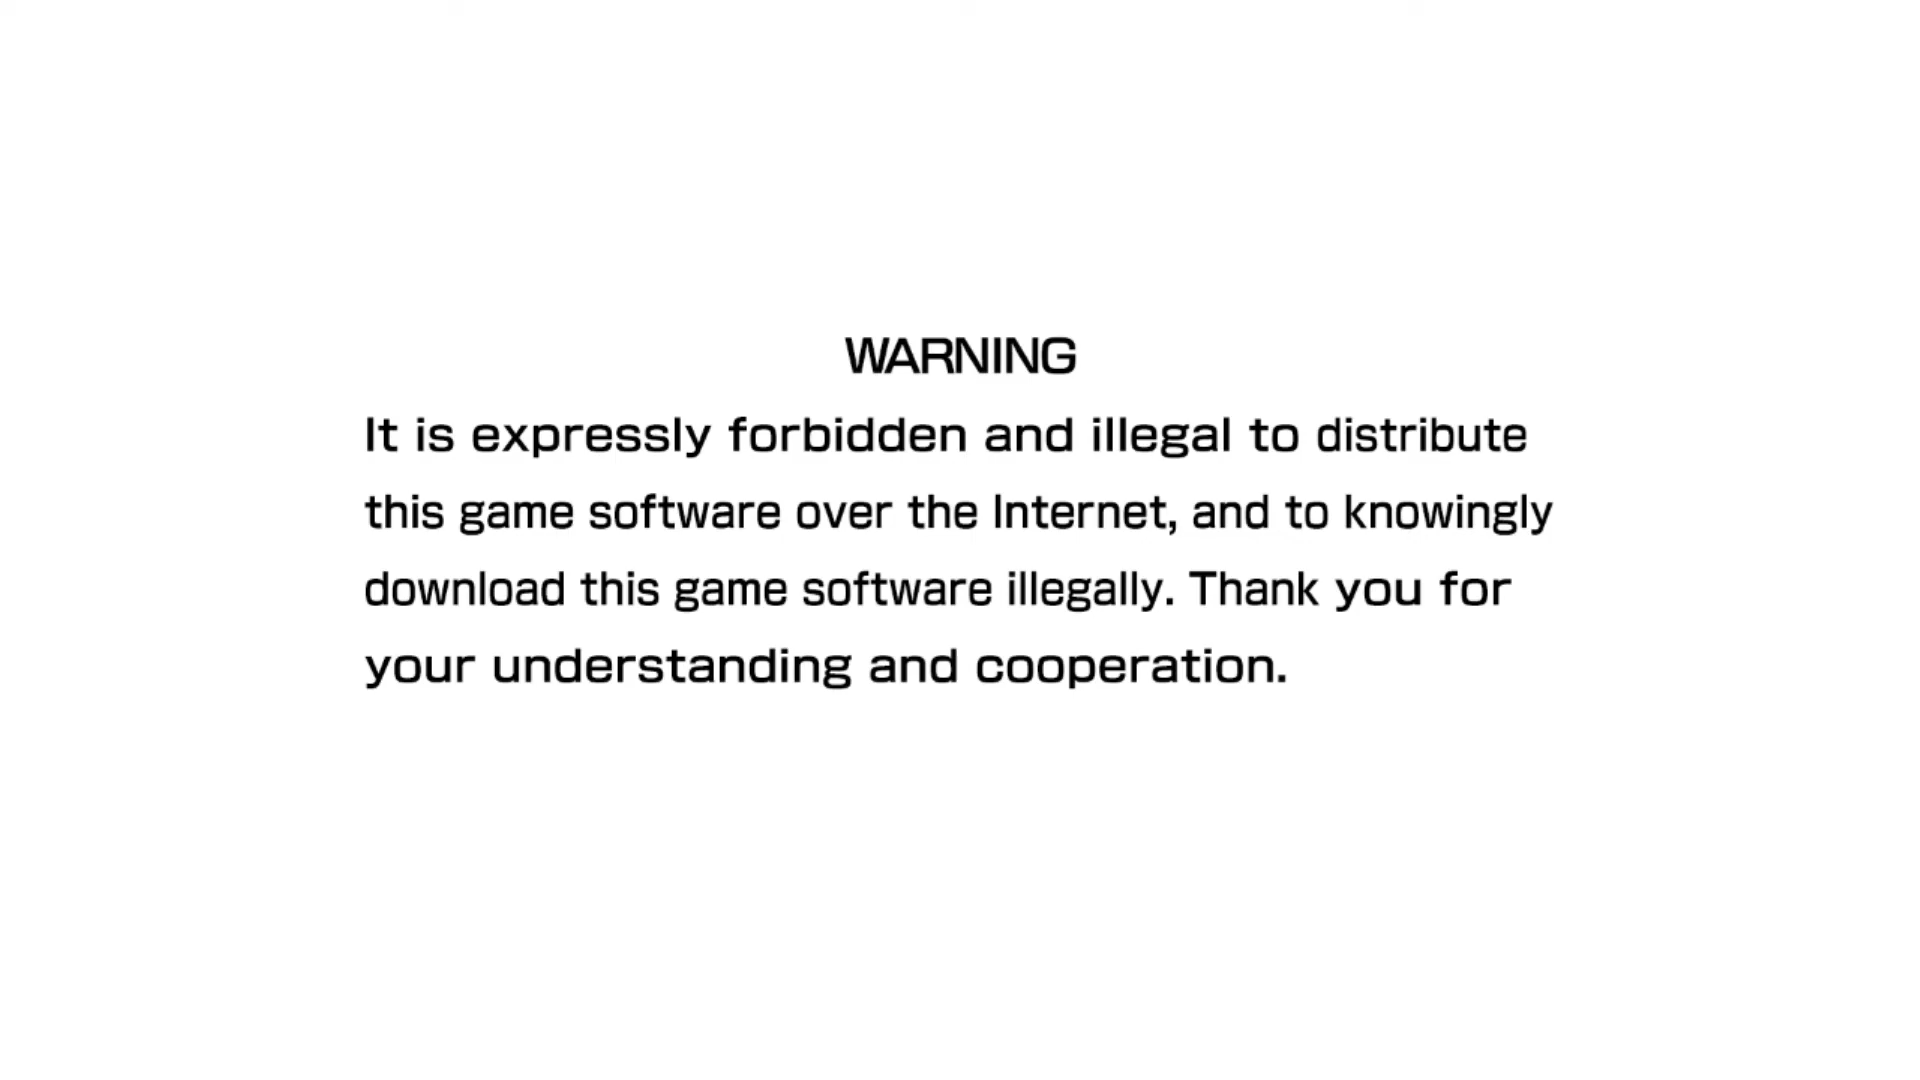 WARNING
It is expressly forbidden and illegal to distribute
this game software over the Internet, and to knowingly
download this game software illegally. Thank you for
your understanding and cooperation.